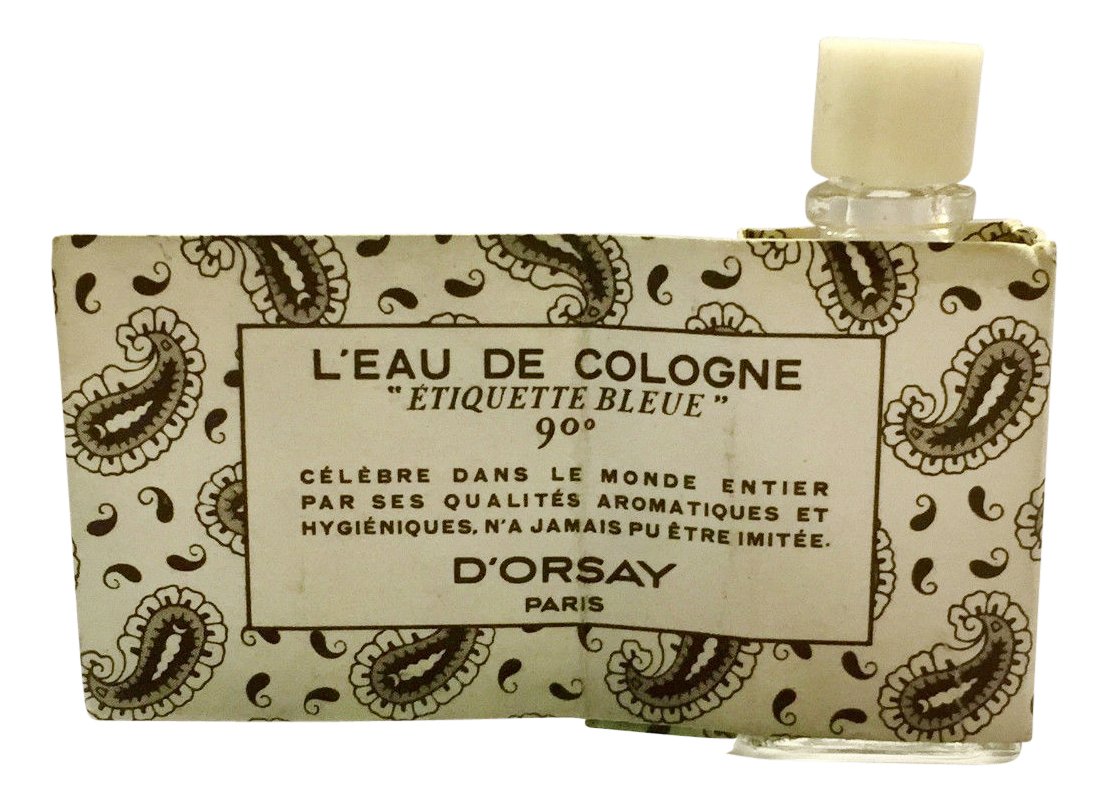 L'EAU DE COLOGNE
"ÉTIQUETTE BLEUE"
90°
CÉLÈBRE DANS LE MONDE ENTIER
PAR SES QUALITÉS AROMATIQUES ET
HYGIÉNIQUES, N'A JAMAIS PU ÊTRE IMITÉE.
D'ORSAY
PARIS